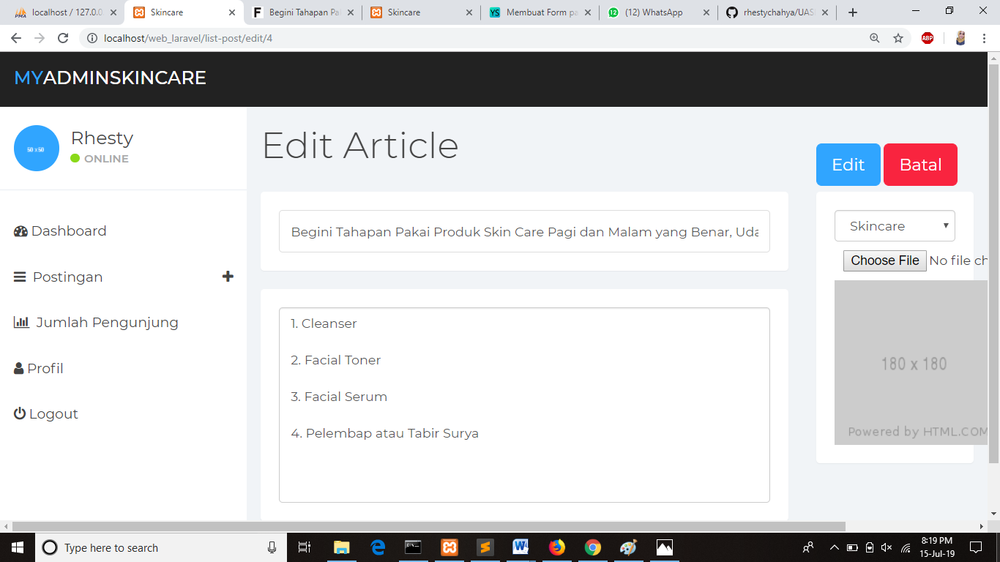 localhost / 127.0.0
Skincare
Begini Tahapan Pa
Skincare
Membuat Form pa
(12) WhatsApp
rhestychahya/UAS
localhost/web_laravel/list-post/edit/4
ABP
MYADMINSKINCARE
50 x 50
Rhesty
ONLINE
Dashboard
Postingan
Jumlah Pengunjung
Profil
Logout
Edit Article
Edit Batal
Begini Tahapan Pakai Produk Skin Care Pagi dan Malam yang Benar, Uda
Skincare
Choose File No file ch
180 x 180
Powered by HTML.COM
1. Cleanser
2. Facial Toner
3. Facial Serum
4. Pelembap atau Tabir Surya
Type here to search
8:19 PM
15-Jul-19